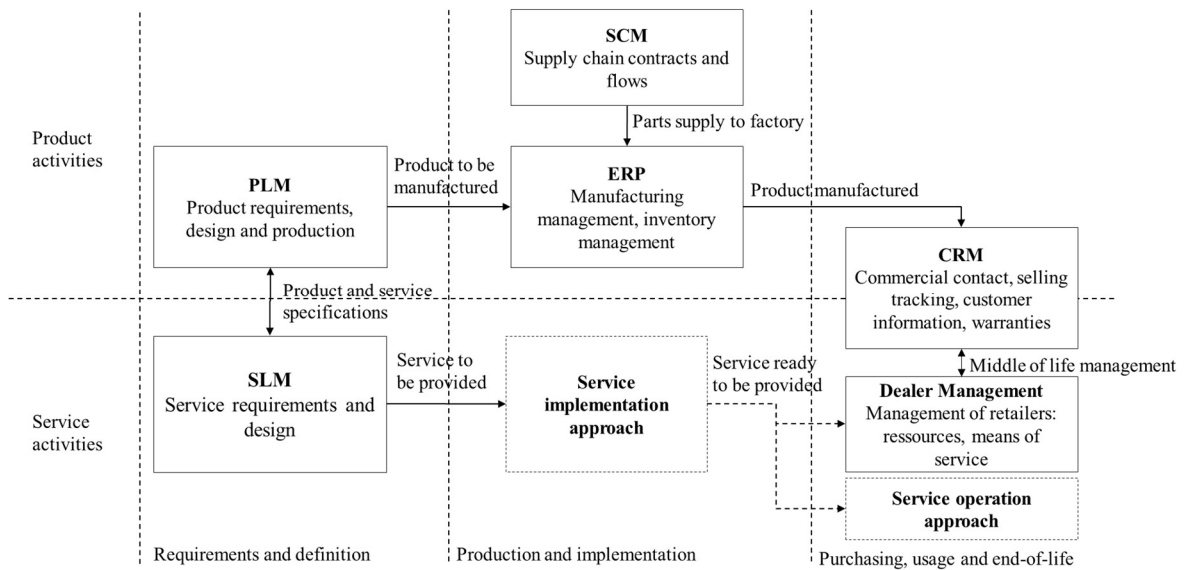 SCM
Supply chain contracts and
flows
Parts supply to factory
Product
activities
PLM
Product requirements,
design and production
Product to be
manufactured
ERP
Manufacturing
management, inventory
management
Product manufactured
CRM
Commercial contact, selling
tracking, customer
information, warranties
Product and service
specifications
Middle of life management
Service
activities
SLM
Service requirements and
design
Service to
be provided
Service
implementation
approach
Service ready
to be provided
Dealer Management
Management of retailers:
ressources, means of
service
Service operation
approach
Requirements and definition
Production and implementation
Purchasing, usage and end-of-life